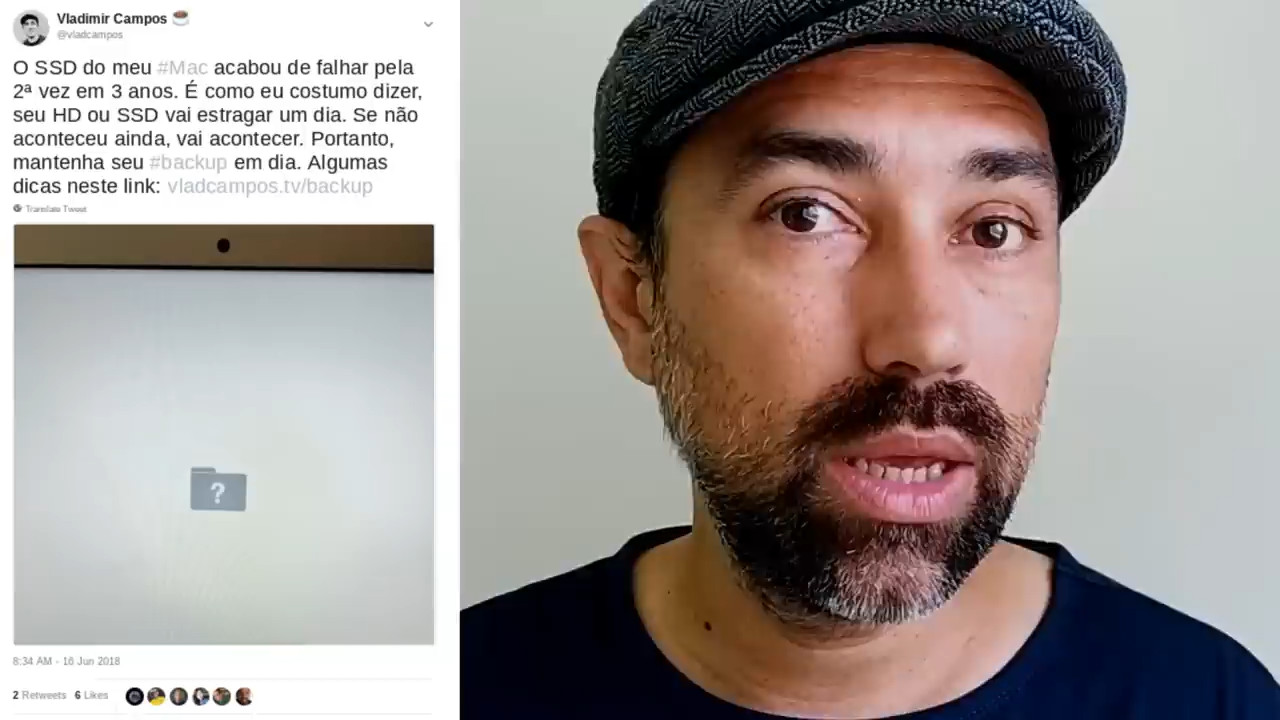 Vladimir Campos ☕
@vladcampos
O SSD do meu #Mac acabou de falhar pela
2ª vez em 3 anos. É como eu costumo dizer,
seu HD ou SSD vai estragar um dia. Se não
aconteceu ainda, vai acontecer. Portanto,
mantenha seu #backup em dia. Algumas
dicas neste link: vladcampos.tv/backup
Translate Tweet
?
8:34 AM - 18 Jun 2018
2 Retweets 6 Likes